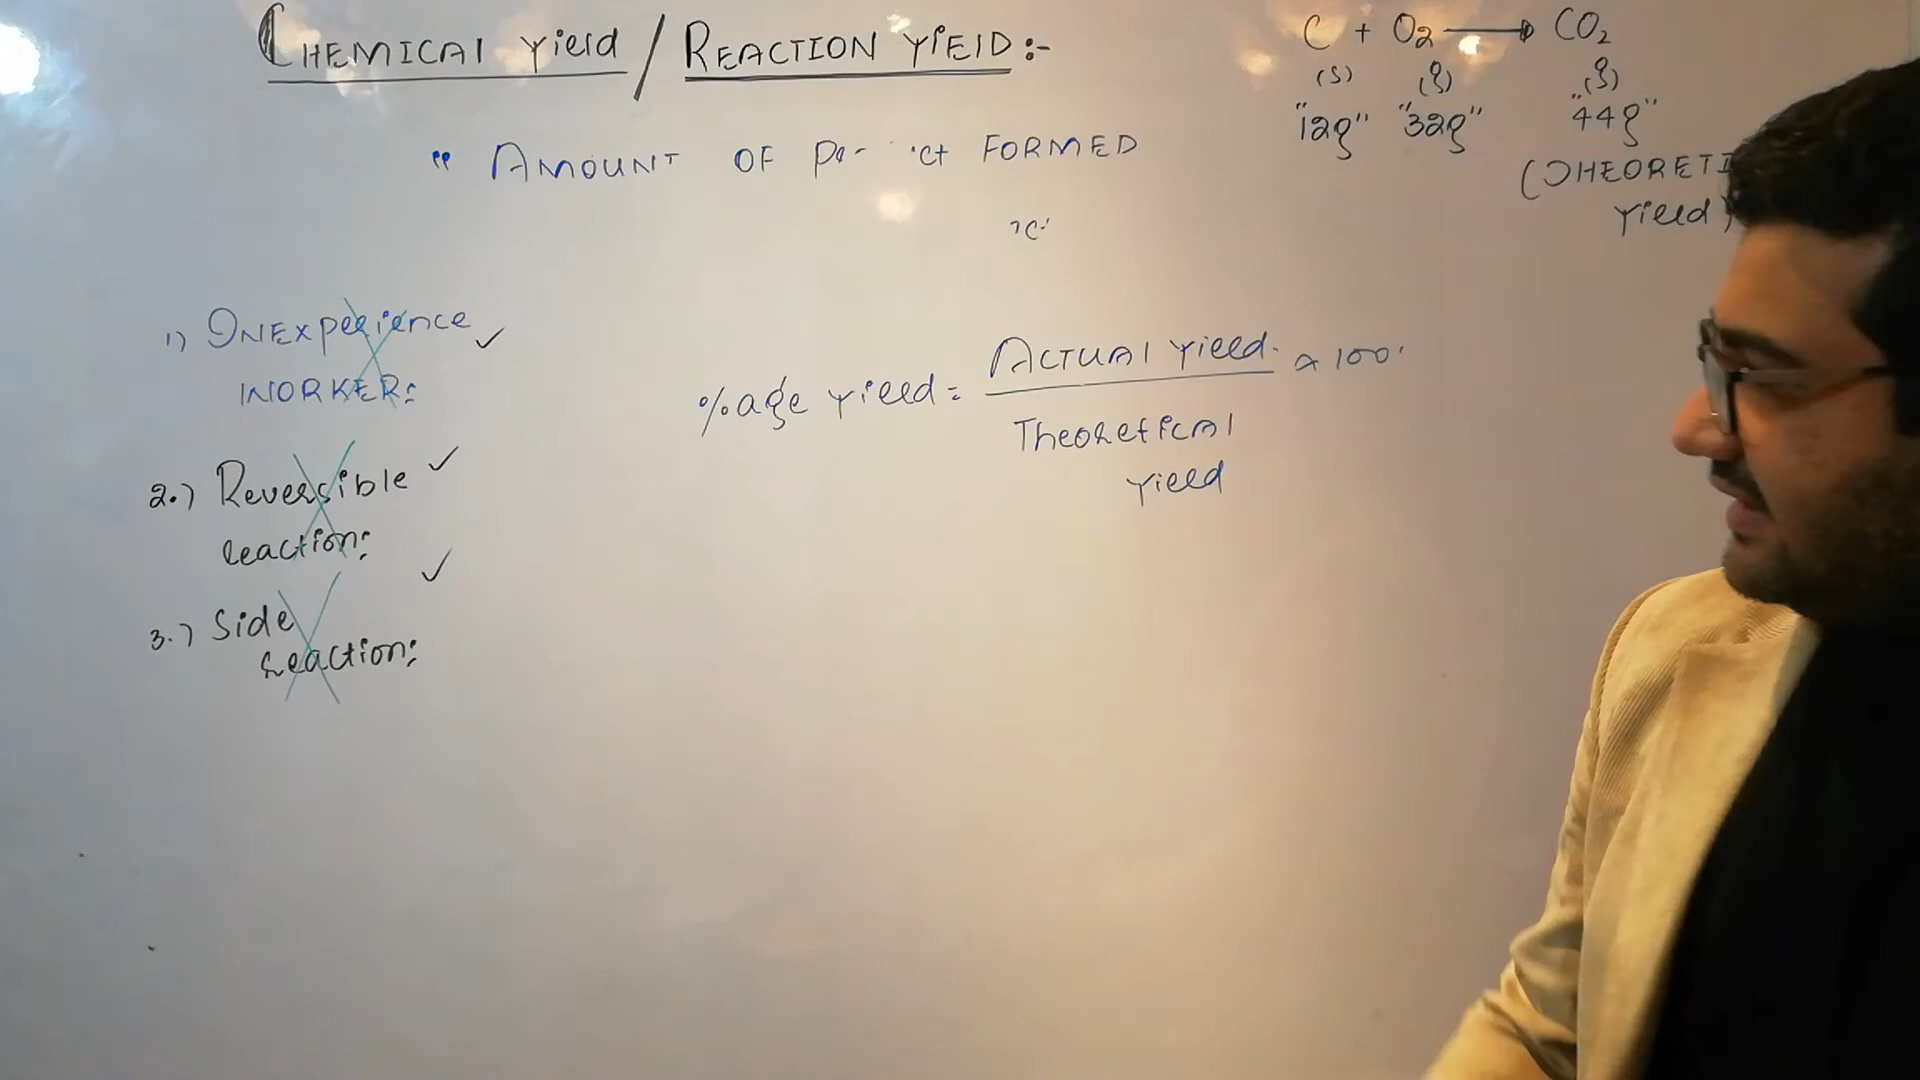 CHEMICAl Yield / REACTION YiElD:-
" AMOUNT OF FORMED
1) INExpeeience ✓
WORKER:
2.) Reversible ✓
reaction:
3.) Side ✓
reaction:
%age yield = ACTUAl Yield x 100
TheoretiCAl
Yield
C + O2 → CO2
(s) (g) (g)
"12g" "32g" "44g"
(THEORETI
Yield)